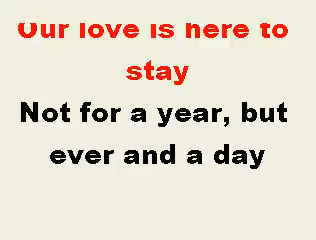 Our love is here to
stay
Not for a year, but
ever and a day